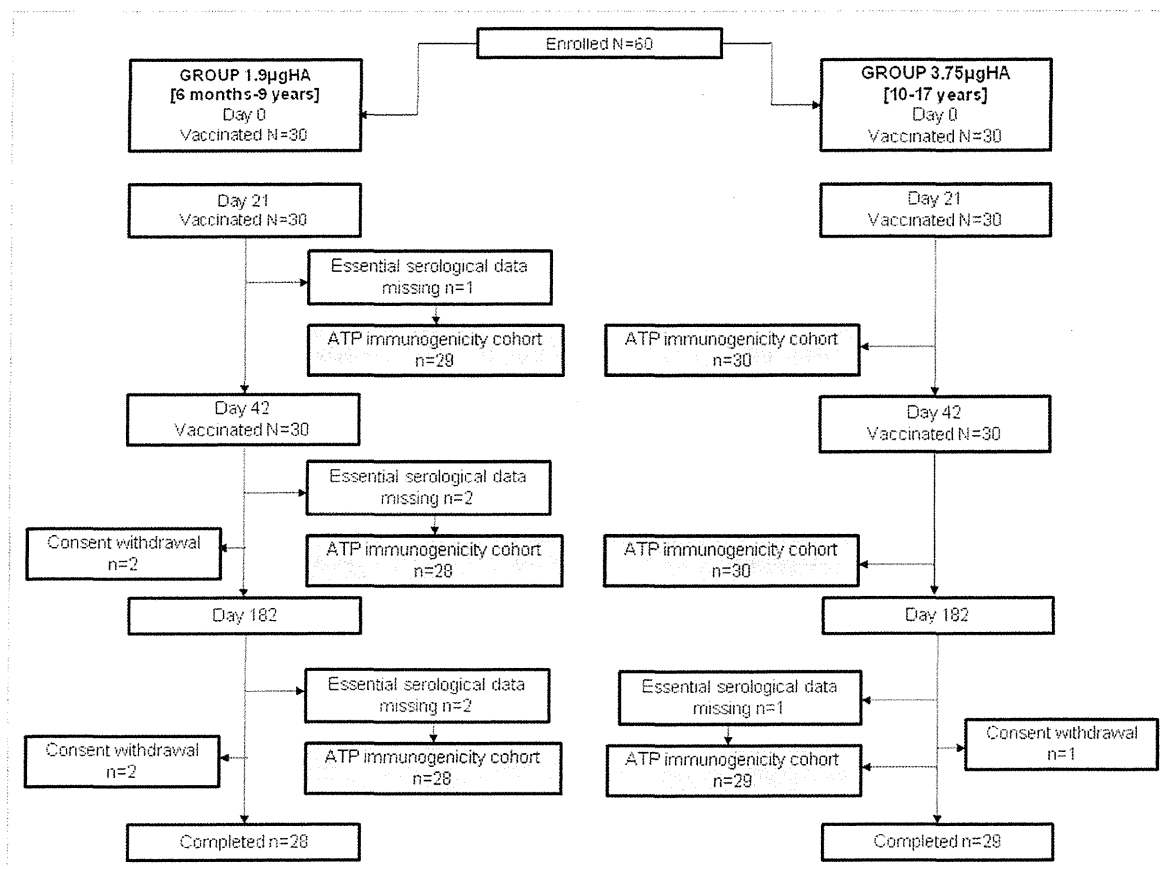 Enrolled N=60
GROUP 1.9µgHA
[6 months-9 years]
Day 0
Vaccinated N=30
GROUP 3.75µgHA
[10-17 years]
Day 0
Vaccinated N=30
Day 21
Vaccinated N=30
Day 21
Vaccinated N=30
Essential serological data
missing n=1
ATP immunogenicity cohort
n=29
ATP immunogenicity cohort
n=30
Day 42
Vaccinated N=30
Day 42
Vaccinated N=30
Essential serological data
missing n=2
Consent withdrawal
n=2
ATP immunogenicity cohort
n=28
ATP immunogenicity cohort
n=30
Day 182
Day 182
Essential serological data
missing n=2
Essential serological data
missing n=1
Consent withdrawal
n=2
ATP immunogenicity cohort
n=28
ATP immunogenicity cohort
n=29
Consent withdrawal
n=1
Completed n=28
Completed n=29